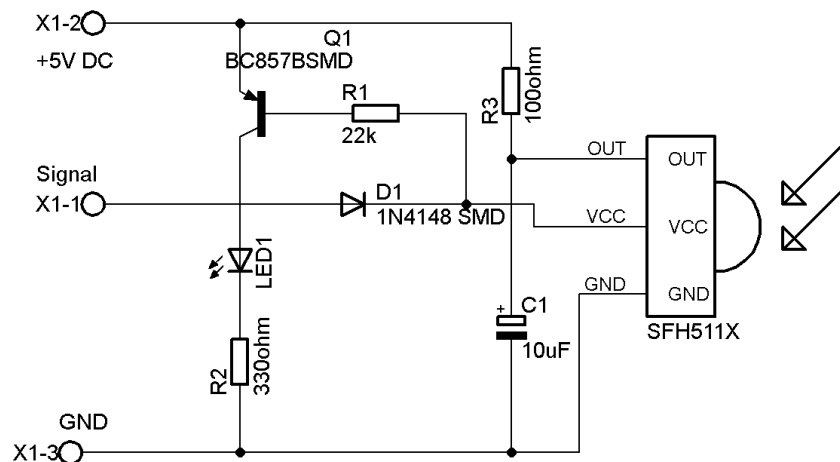 X1-2
+5V DC
Q1
BC857BSMD
R1
22k
R3
100ohm
OUT
OUT
Signal
X1-1
D1
1N4148 SMD
VCC
VCC
LED1
GND
GND
SFH511X
C1
+
10uF
R2
330ohm
GND
X1-3